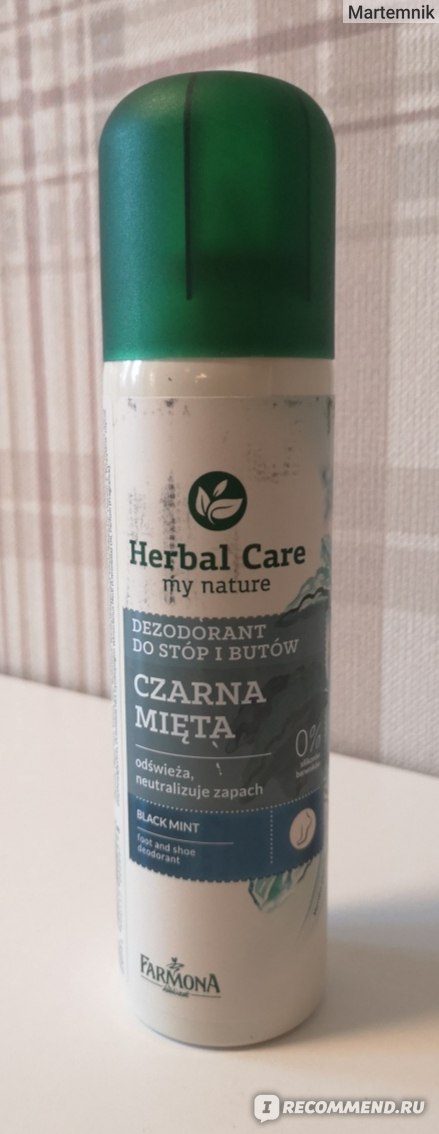 Martemnik
Herbal Care
my nature
DEZODORANT
DO STÓP I BUTÓW
CZARNA
MIĘTA
0%
odświeża,
neutralizuje zapach
BLACK MINT
foot and shoe
deodorant
FARMONA
I RECOMMEND.RU